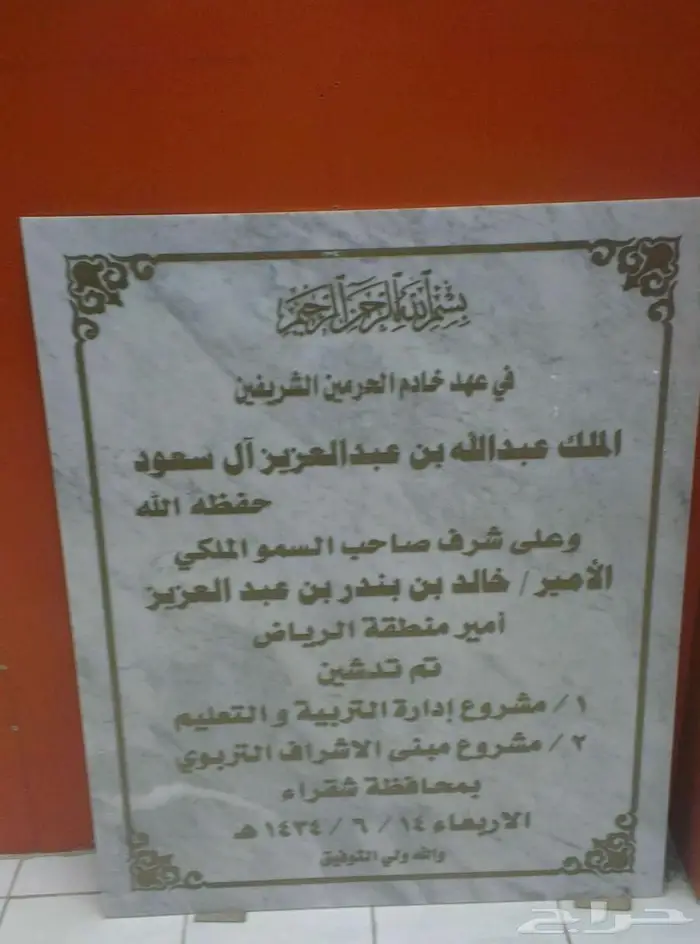 بسم الله الرحمن الرحيم
في عهد خادم الحرمين الشريفين
الملك عبدالله بن عبدالعزيز آل سعود
حفظه الله
وعلى شرف صاحب السمو الملكي
الأمير / خالد بن بندر بن عبد العزيز
أمير منطقة الرياض
تم تدشين
١ / مشروع إدارة التربية والتعليم
٢ / مشروع مبنى الاشراف التربوي
بمحافظة شقراء
الاربعاء ١٤ / ٦ / ١٤٣٤ هـ
والله ولي التوفيق
حراج